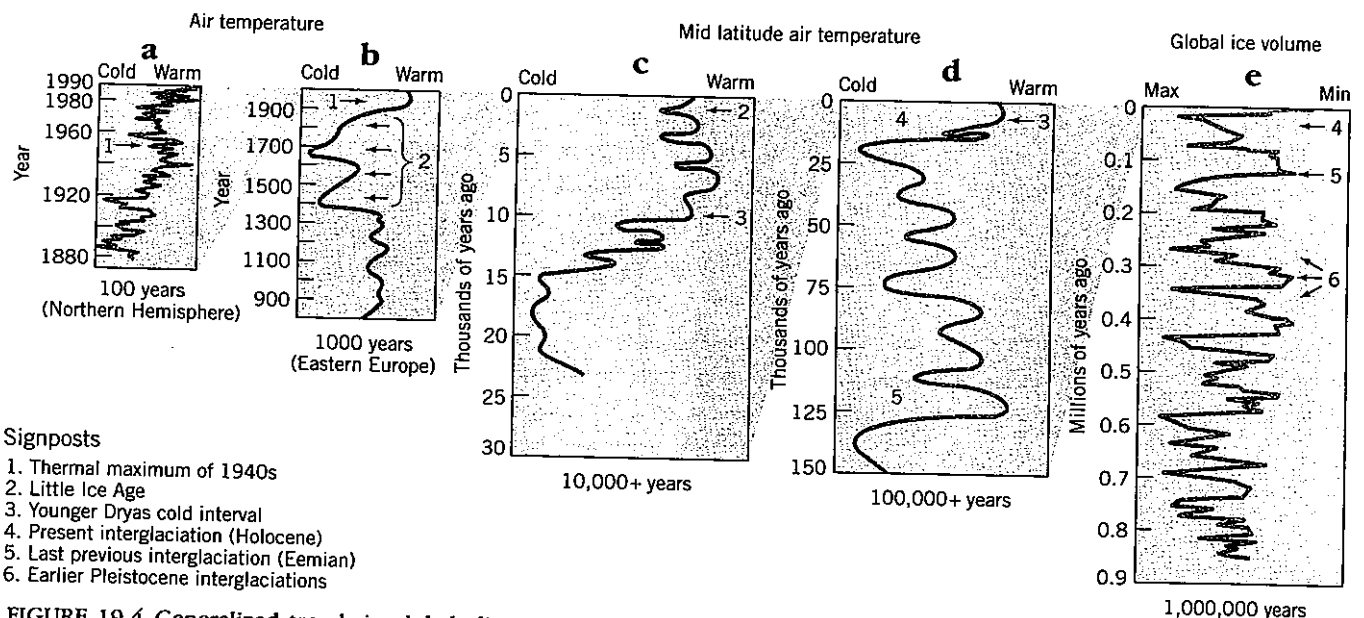 Air temperature
Mid latitude air temperature
Global ice volume
a
Cold Warm
1990
1980
1960
1920
1880
Year
1
100 years
(Northern Hemisphere)
b
Cold Warm
1900
1700
1500
1300
1100
900
Year
1
2
1000 years
(Eastern Europe)
c
Cold Warm
0
5
10
15
20
25
30
Thousands of years ago
2
3
10,000+ years
d
Cold Warm
0
25
50
75
100
125
150
Thousands of years ago
4
3
5
100,000+ years
e
Max Min
0
0.1
0.2
0.3
0.4
0.5
0.6
0.7
0.8
0.9
Millions of years ago
4
5
6
1,000,000 years
Signposts
1. Thermal maximum of 1940s
2. Little Ice Age
3. Younger Dryas cold interval
4. Present interglaciation (Holocene)
5. Last previous interglaciation (Eemian)
6. Earlier Pleistocene interglaciations
FIGURE 19.4 Generalized trends in global